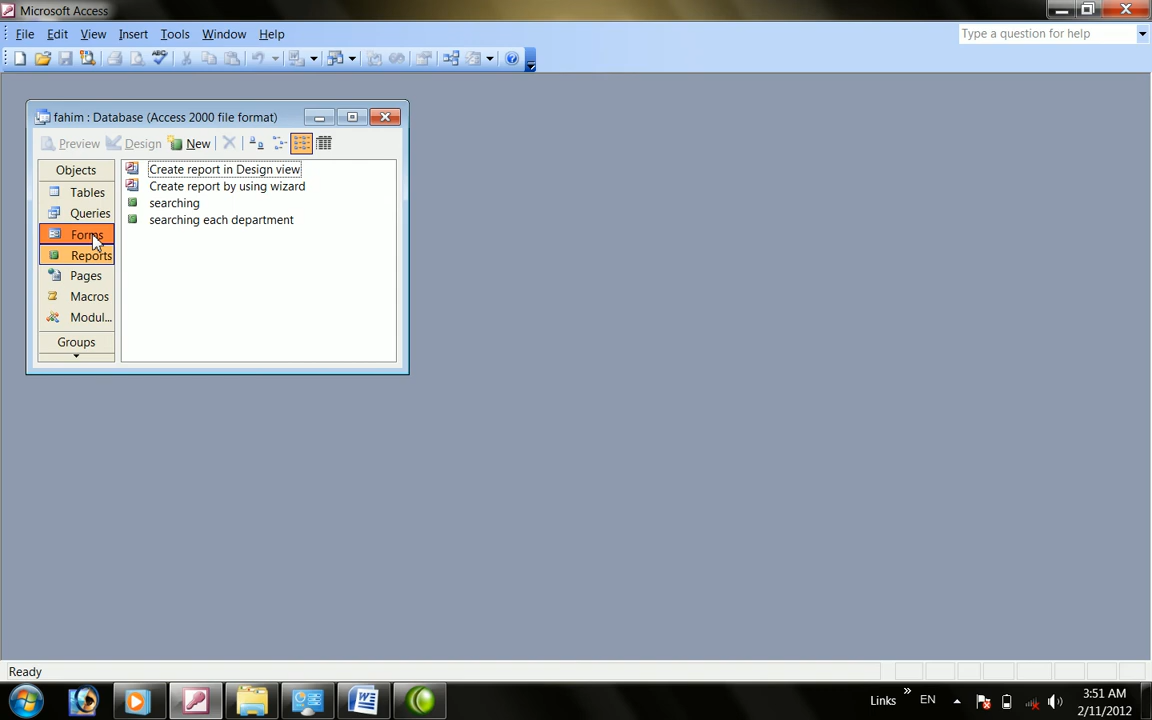 Microsoft Access
File Edit View Insert Tools Window Help
Type a question for help
fahim : Database (Access 2000 file format)
Preview Design New
Objects
Tables
Queries
Forms
Reports
Pages
Macros
Modul...
Groups
Create report in Design view
Create report by using wizard
searching
searching each department
Ready
Links » EN 3:51 AM
2/11/2012